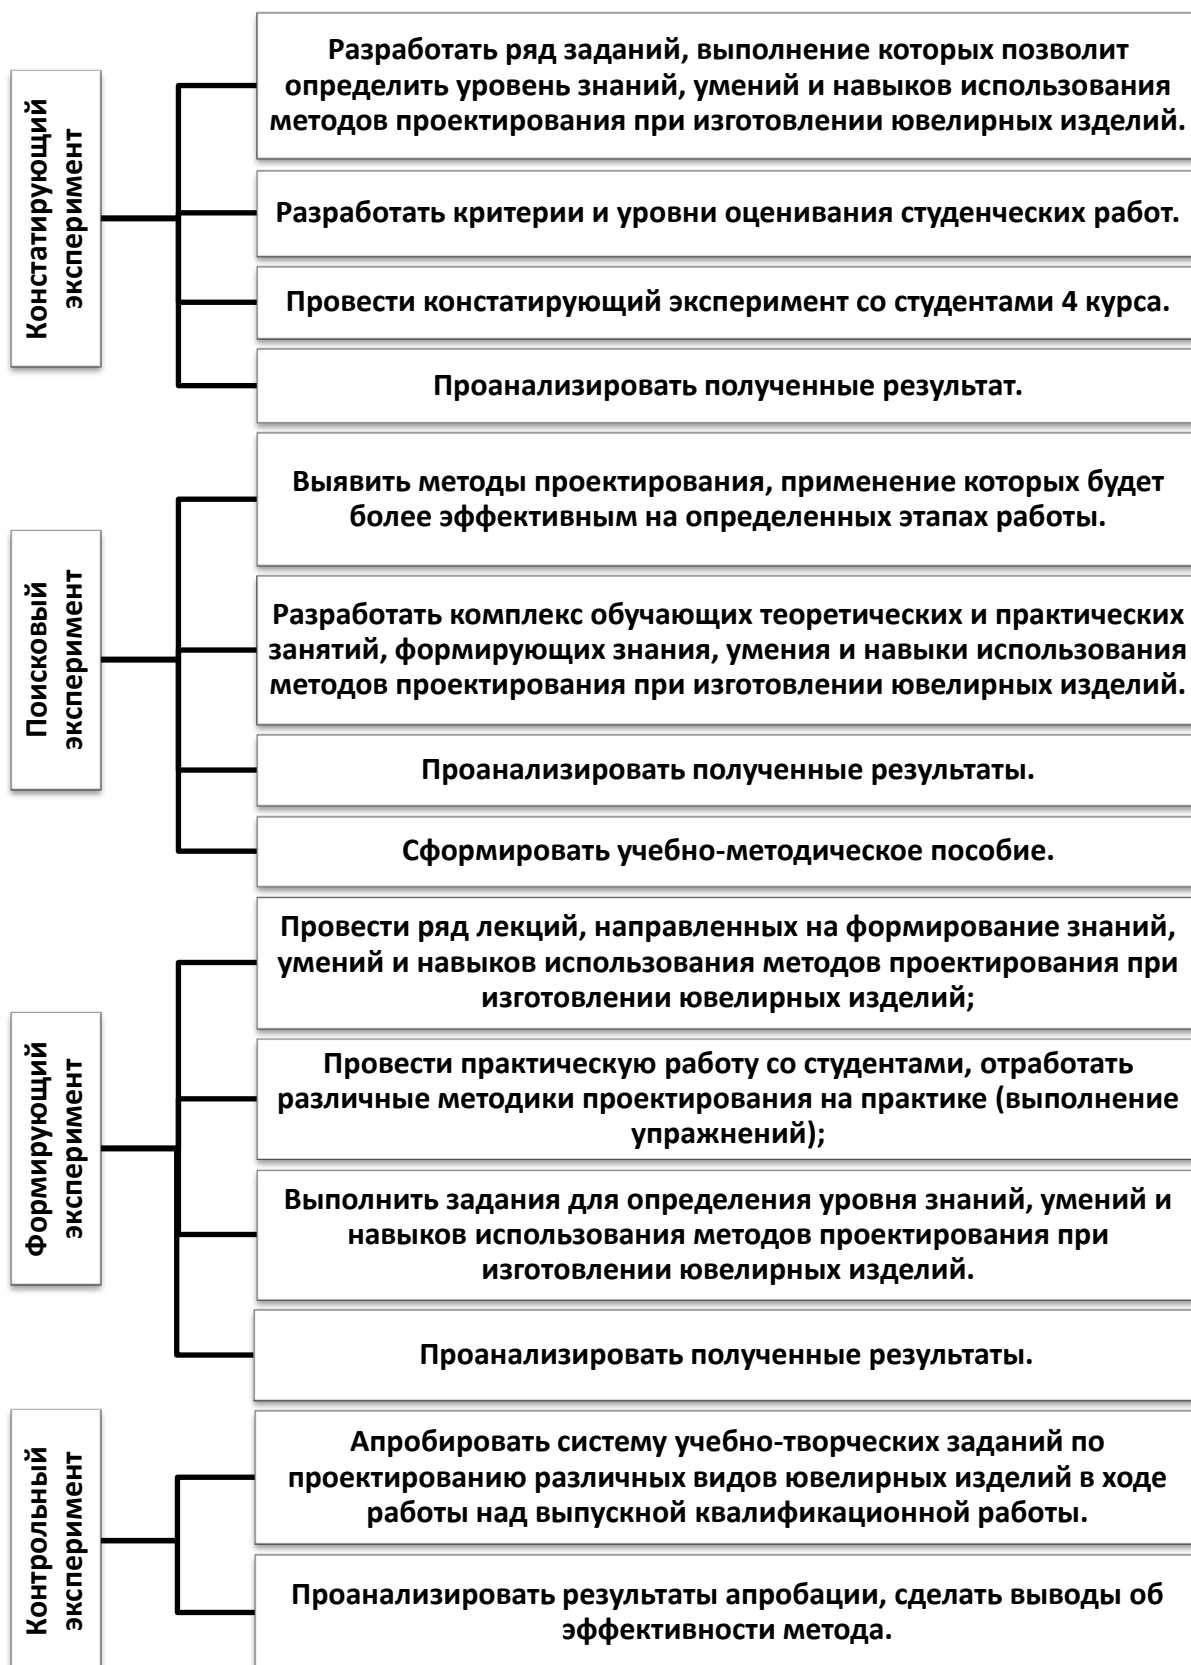 Констатирующий
эксперимент
Разработать ряд заданий, выполнение которых позволит
определить уровень знаний, умений и навыков использования
методов проектирования при изготовлении ювелирных изделий.
Разработать критерии и уровни оценивания студенческих работ.
Провести констатирующий эксперимент со студентами 4 курса.
Проанализировать полученные результат.
Поисковый
эксперимент
Выявить методы проектирования, применение которых будет
более эффективным на определенных этапах работы.
Разработать комплекс обучающих теоретических и практических
занятий, формирующих знания, умения и навыки использования
методов проектирования при изготовлении ювелирных изделий.
Проанализировать полученные результаты.
Сформировать учебно-методическое пособие.
Формирующий
эксперимент
Провести ряд лекций, направленных на формирование знаний,
умений и навыков использования методов проектирования при
изготовлении ювелирных изделий;
Провести практическую работу со студентами, отработать
различные методики проектирования на практике (выполнение
упражнений);
Выполнить задания для определения уровня знаний, умений и
навыков использования методов проектирования при
изготовлении ювелирных изделий.
Проанализировать полученные результаты.
Контрольный
эксперимент
Апробировать систему учебно-творческих заданий по
проектированию различных видов ювелирных изделий в ходе
работы над выпускной квалификационной работы.
Проанализировать результаты апробации, сделать выводы об
эффективности метода.